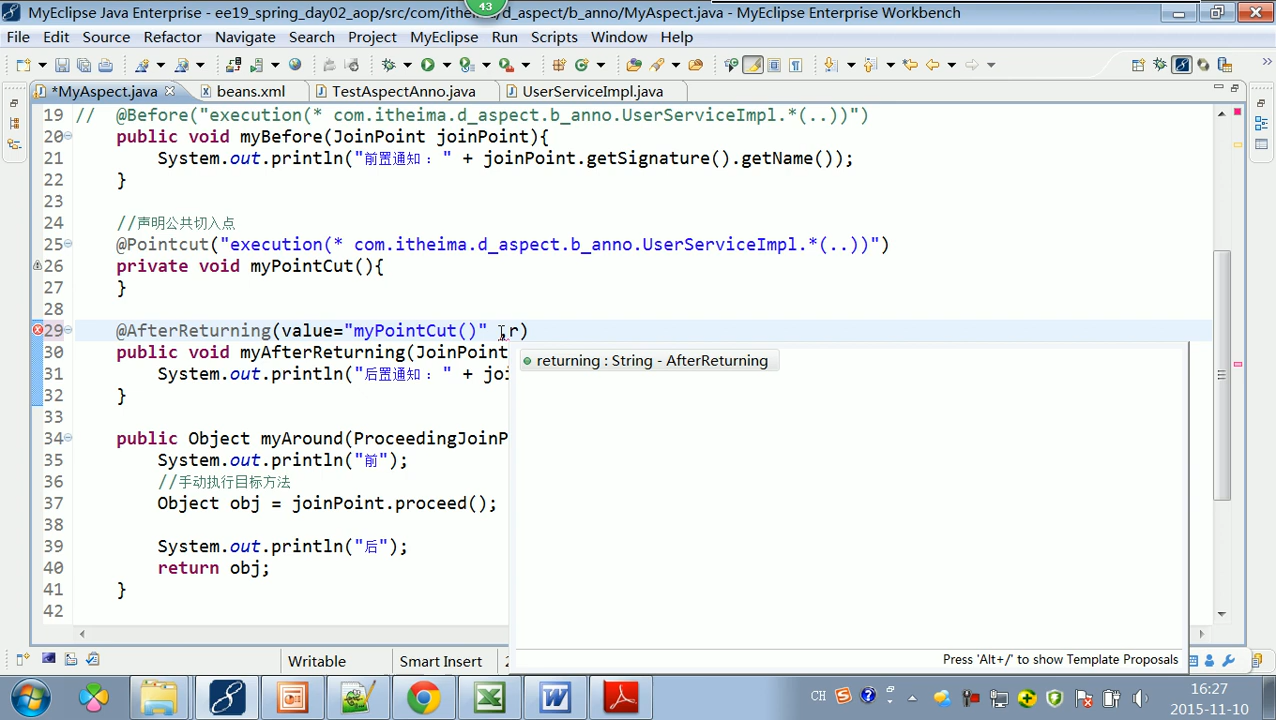 43
MyEclipse Java Enterprise - ee19_spring_day02_aop/src/com/itheima/d_aspect/b_anno/MyAspect.java - MyEclipse Enterprise Workbench
File Edit Source Refactor Navigate Search Project MyEclipse Run Scripts Window Help
*MyAspect.java beans.xml TestAspectAnno.java UserServiceImpl.java
19 // @Before("execution(* com.itheima.d_aspect.b_anno.UserServiceImpl.*(..))")
20 public void myBefore(JoinPoint joinPoint){
21 System.out.println("前置通知 : " + joinPoint.getSignature().getName());
22 }
23
24 //声明公共切入点
25 @Pointcut("execution(* com.itheima.d_aspect.b_anno.UserServiceImpl.*(..))")
26 private void myPointCut(){
27 }
28
29 @AfterReturning(value="myPointCut()" ,r)
30 public void myAfterReturning(JoinPoint
returning : String - AfterReturning
31 System.out.println("后置通知 : " + joi
32 }
33
34 public Object myAround(ProceedingJoinP
35 System.out.println("前");
36 //手动执行目标方法
37 Object obj = joinPoint.proceed();
38
39 System.out.println("后");
40 return obj;
41 }
42
Press 'Alt+/' to show Template Proposals
Writable Smart Insert 2
CH 16:27
2015-11-10